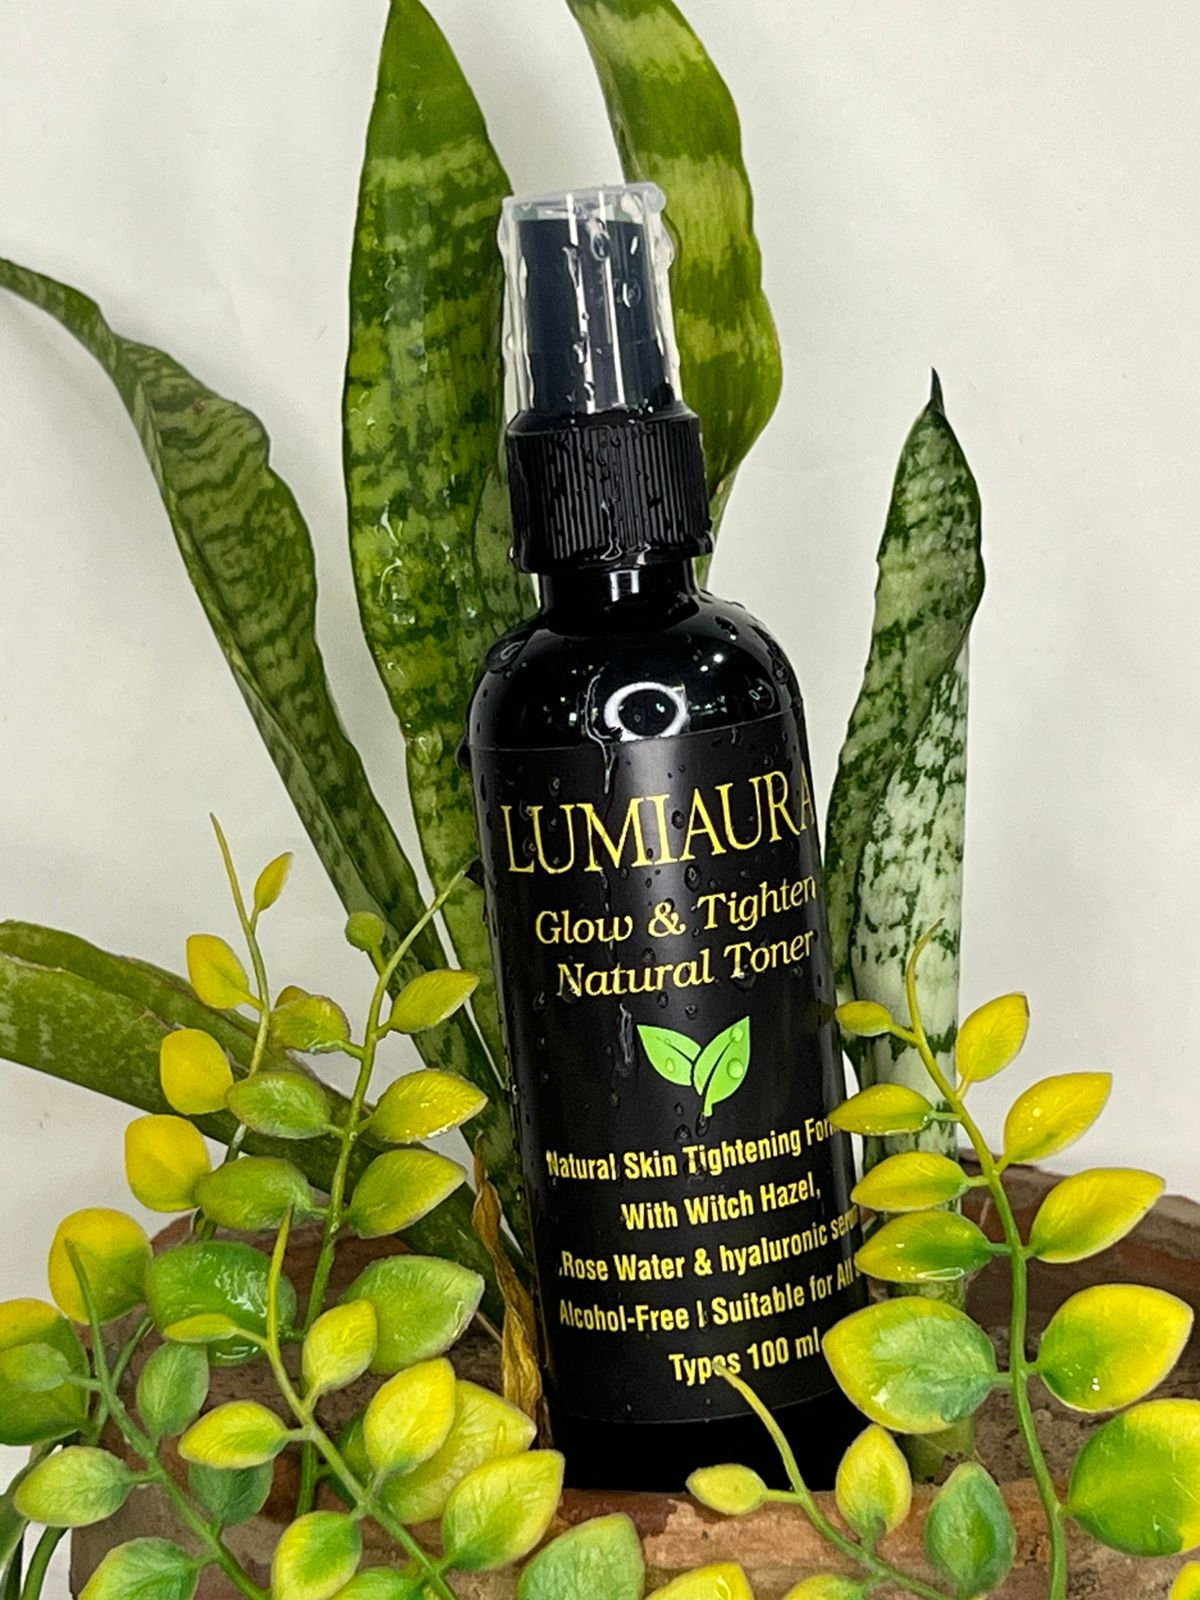 LUMIAURA
Glow & Tighten
Natural Toner
Natural Skin Tightening
With Witch Hazel,
Rose Water & hyaluronic
Alcohol-Free | Suitable for All
Types 100 ml